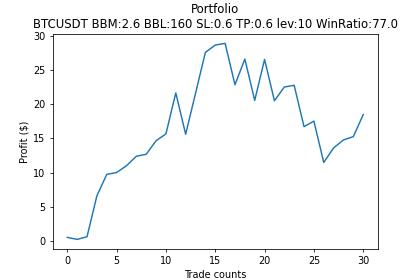 Portfolio
BTCUSDT BBM:2.6 BBL:160 SL:0.6 TP:0.6 lev:10 WinRatio:77.0
30
25
20
15
10
5
0
Profit ($)
0 5 10 15 20 25 30
Trade counts